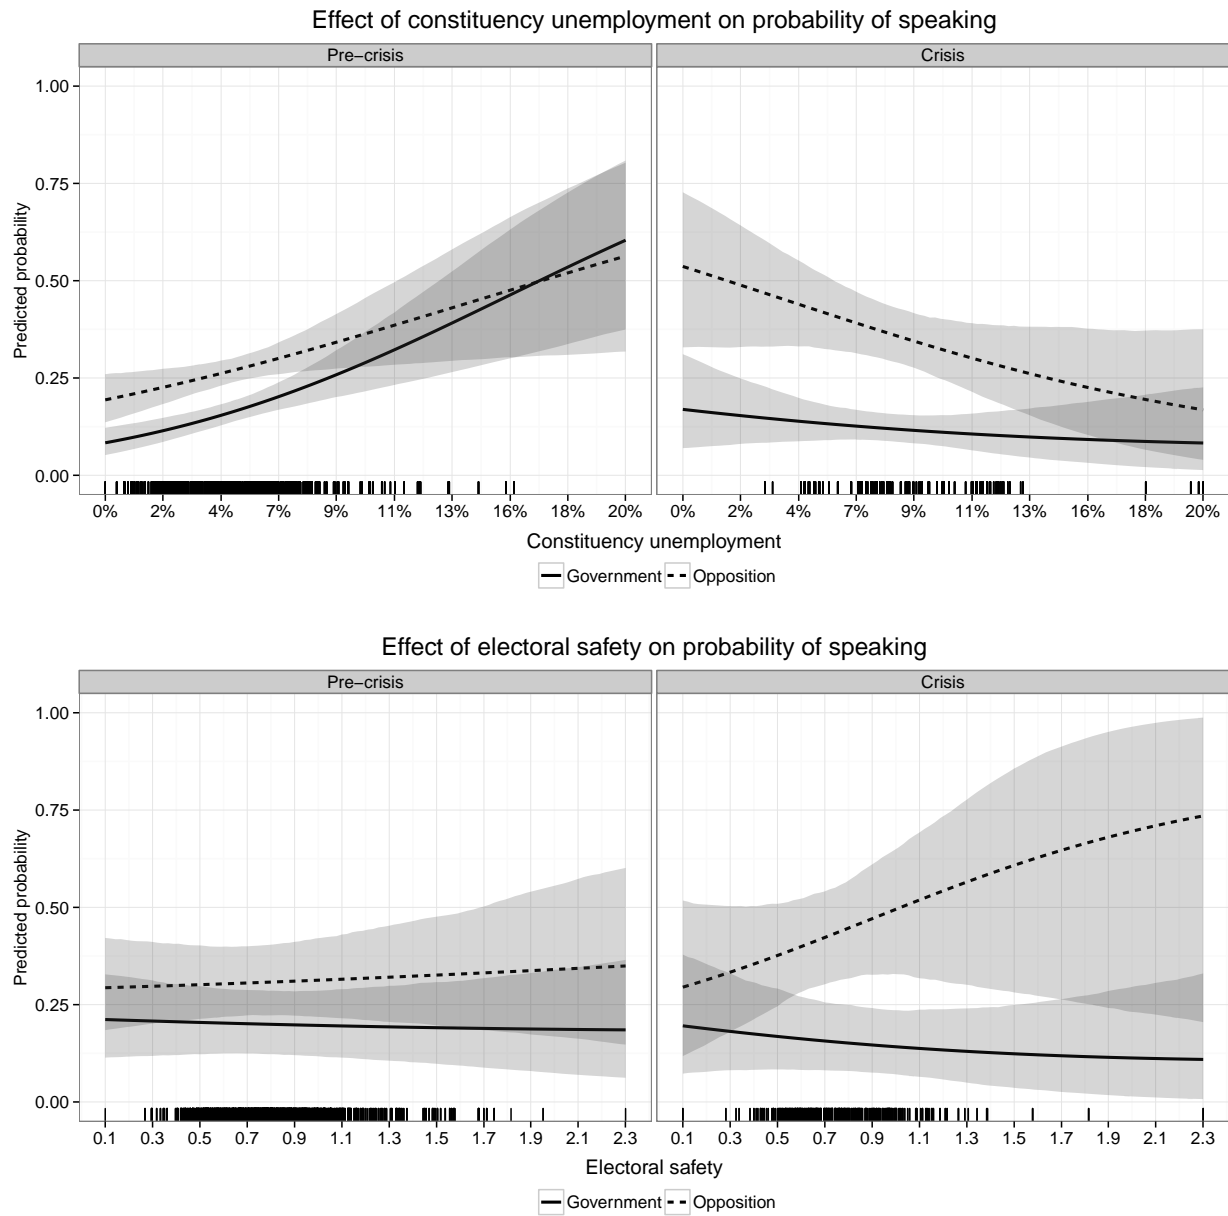 Effect of constituency unemployment on probability of speaking
Pre−crisis Crisis
Predicted probability
1.00
0.75
0.50
0.25
0.00
0% 2% 4% 7% 9% 11% 13% 16% 18% 20% 0% 2% 4% 7% 9% 11% 13% 16% 18% 20%
Constituency unemployment
Government Opposition
Effect of electoral safety on probability of speaking
Pre−crisis Crisis
Predicted probability
1.00
0.75
0.50
0.25
0.00
0.1 0.3 0.5 0.7 0.9 1.1 1.3 1.5 1.7 1.9 2.1 2.3 0.1 0.3 0.5 0.7 0.9 1.1 1.3 1.5 1.7 1.9 2.1 2.3
Electoral safety
Government Opposition